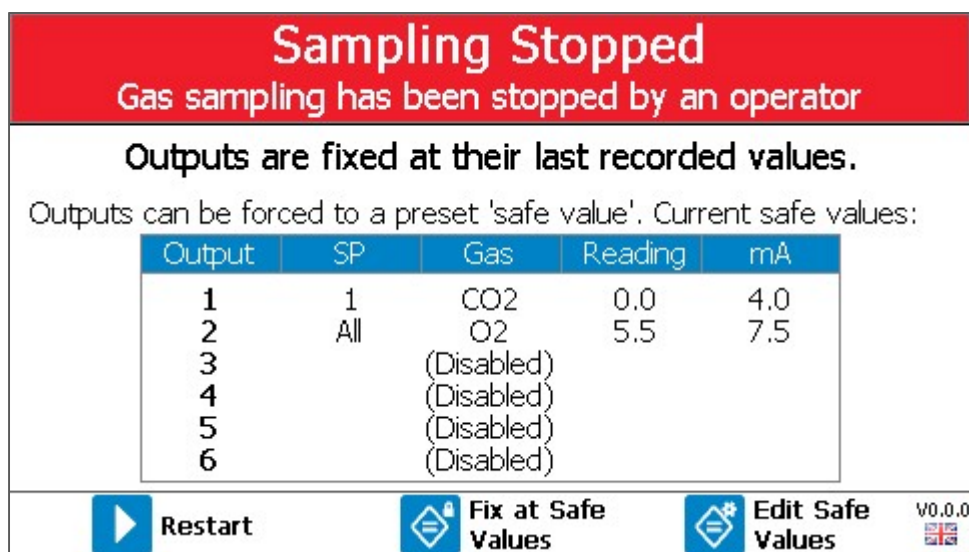 Sampling Stopped
Gas sampling has been stopped by an operator
Outputs are fixed at their last recorded values.
Outputs can be forced to a preset 'safe value'. Current safe values:
Output SP Gas Reading mA
1 1 CO2 0.0 4.0
2 All O2 5.5 7.5
3 (Disabled)
4 (Disabled)
5 (Disabled)
6 (Disabled)
Restart
Fix at Safe
Values
Edit Safe
Values
V0.0.0